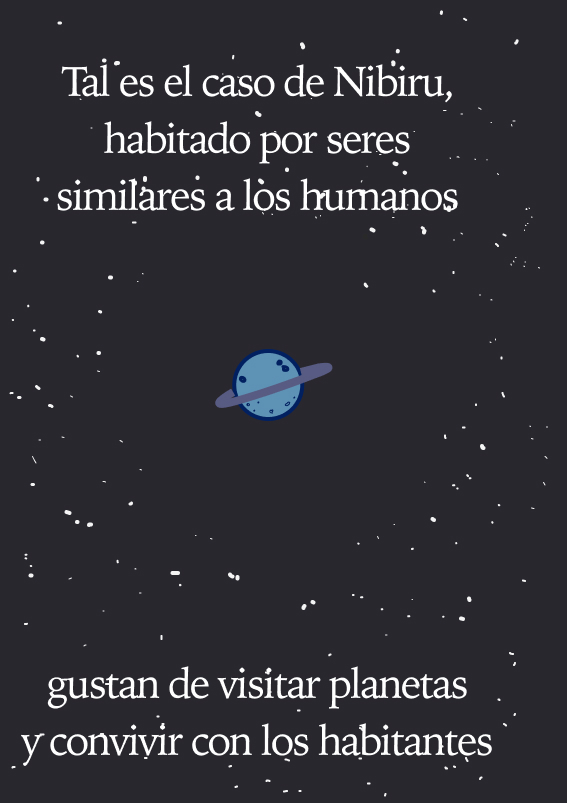 Tal es el caso de Nibiru,
habitado por seres
similares a los humanos
gustan de visitar planetas
y convivir con los habitantes